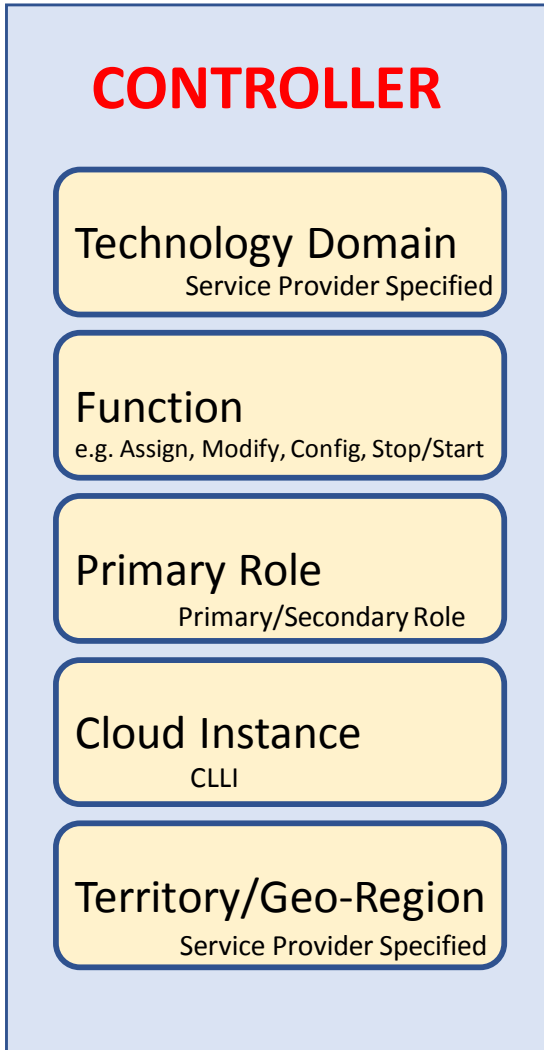 CONTROLLER
Technology Domain
Service Provider Specified
Function
e.g. Assign, Modify, Config, Stop/Start
Primary Role
Primary/Secondary Role
Cloud Instance
CLLI
Territory/Geo-Region
Service Provider Specified